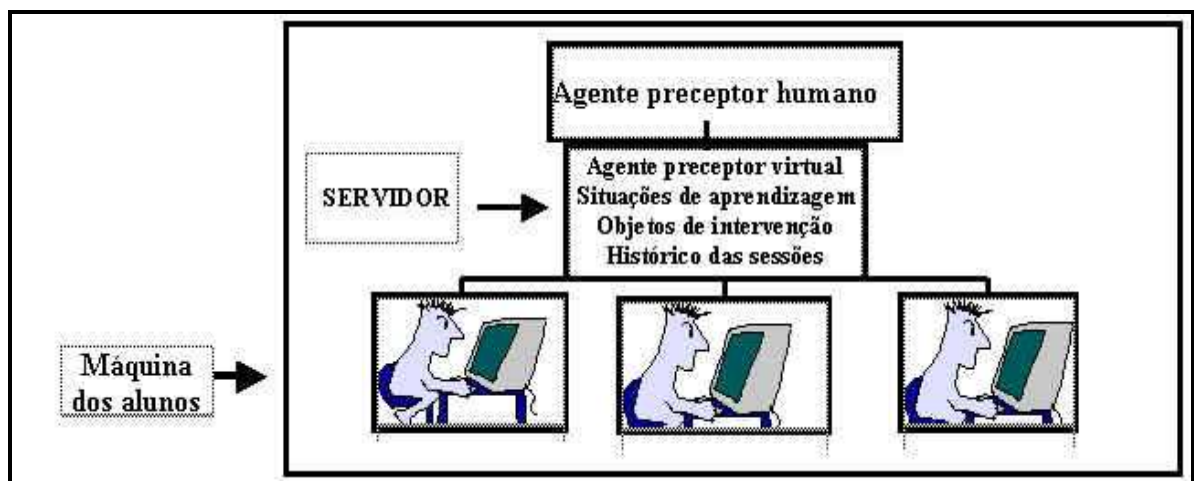 Agente preceptor humano
SERVIDOR
Agente preceptor virtual
Situações de aprendizagem
Objetos de intervenção
Histórico das sessões
Máquina
dos alunos